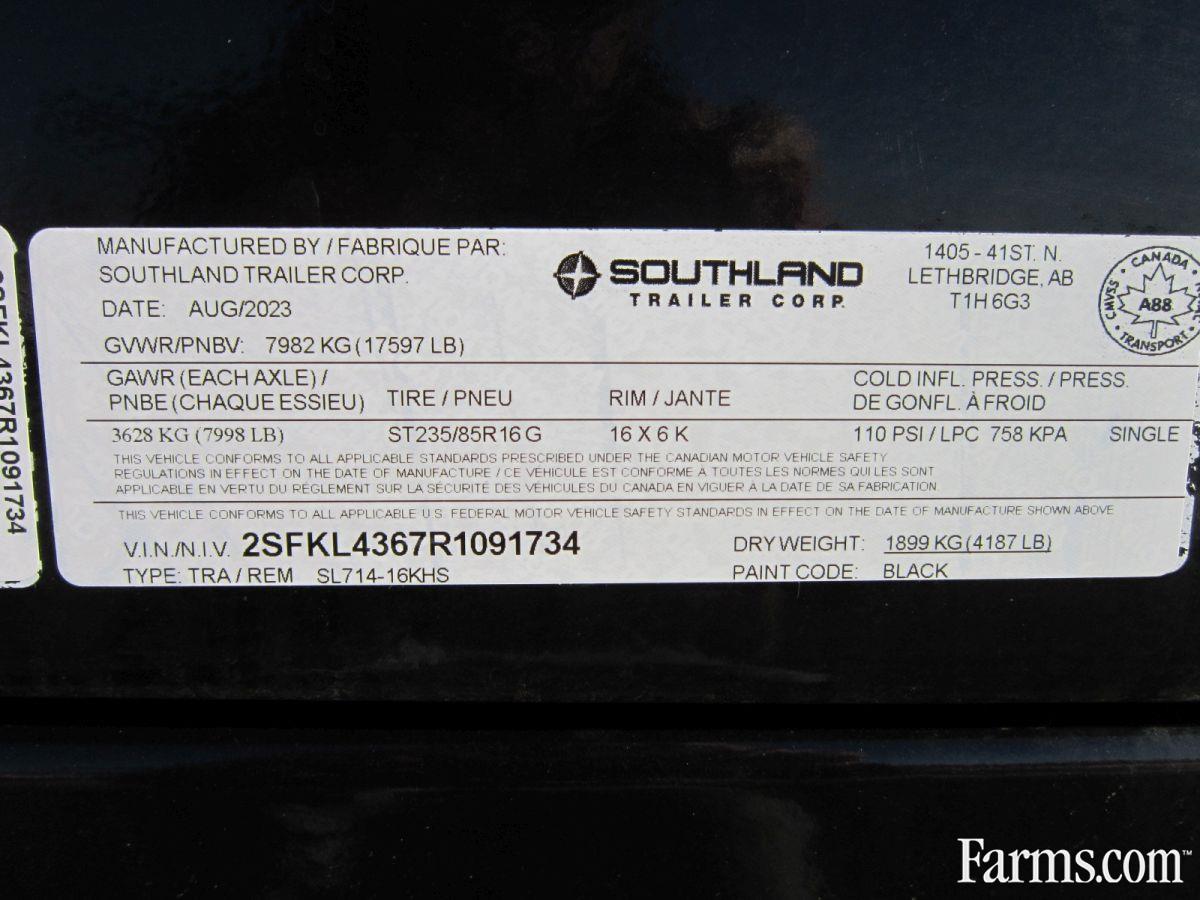 MANUFACTURED BY / FABRIQUE PAR:
SOUTHLAND TRAILER CORP.
DATE: AUG/2023
SOUTHLAND
TRAILER CORP.
1405 - 41ST. N.
LETHBRIDGE, AB
T1H 6G3
CANADA
CMVSS
A88
TRANSPORT
GVWR/PNBV: 7982 KG (17597 LB)
GAWR (EACH AXLE) /
PNBE (CHAQUE ESSIEU)
TIRE / PNEU
RIM / JANTE
COLD INFL. PRESS. / PRESS.
DE GONFL. À FROID
3628 KG (7998 LB) ST235/85R16 G 16 X 6 K 110 PSI / LPC 758 KPA SINGLE
THIS VEHICLE CONFORMS TO ALL APPLICABLE STANDARDS PRESCRIBED UNDER THE CANADIAN MOTOR VEHICLE SAFETY
REGULATIONS IN EFFECT ON THE DATE OF MANUFACTURE / CE VEHICULE EST CONFORME À TOUTES LES NORMES QUI LES SONT
APPLICABLE EN VERTU DU RÉGLEMENT SUR LA SÉCURITÉ DES VÉHICULES DU CANADA EN VIGUER À LA DATE DE SA FABRICATION.
THIS VEHICLE CONFORMS TO ALL APPLICABLE U.S. FEDERAL MOTOR VEHICLE SAFETY STANDARDS IN EFFECT ON THE DATE OF MANUFACTURE SHOWN ABOVE
V.I.N./N.I.V. 2SFKL4367R1091734 DRY WEIGHT: 1899 KG (4187 LB)
TYPE: TRA / REM SL714-16KHS PAINT CODE: BLACK
4367R1091734
Farms.com™